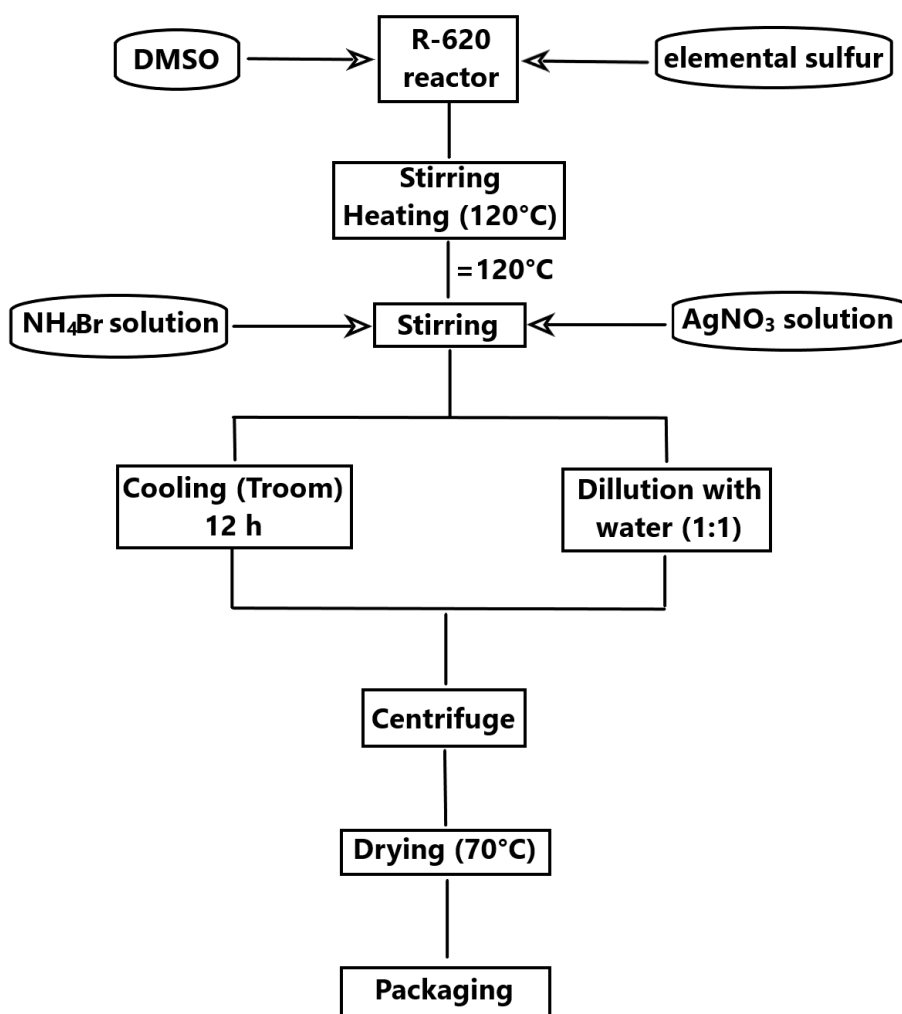 DMSO
R-620
reactor
elemental sulfur
Stirring
Heating (120°C)
=120°C
NH₄Br solution
Stirring
AgNO₃ solution
Cooling (Troom)
12 h
Dillution with
water (1:1)
Centrifuge
Drying (70°C)
Packaging